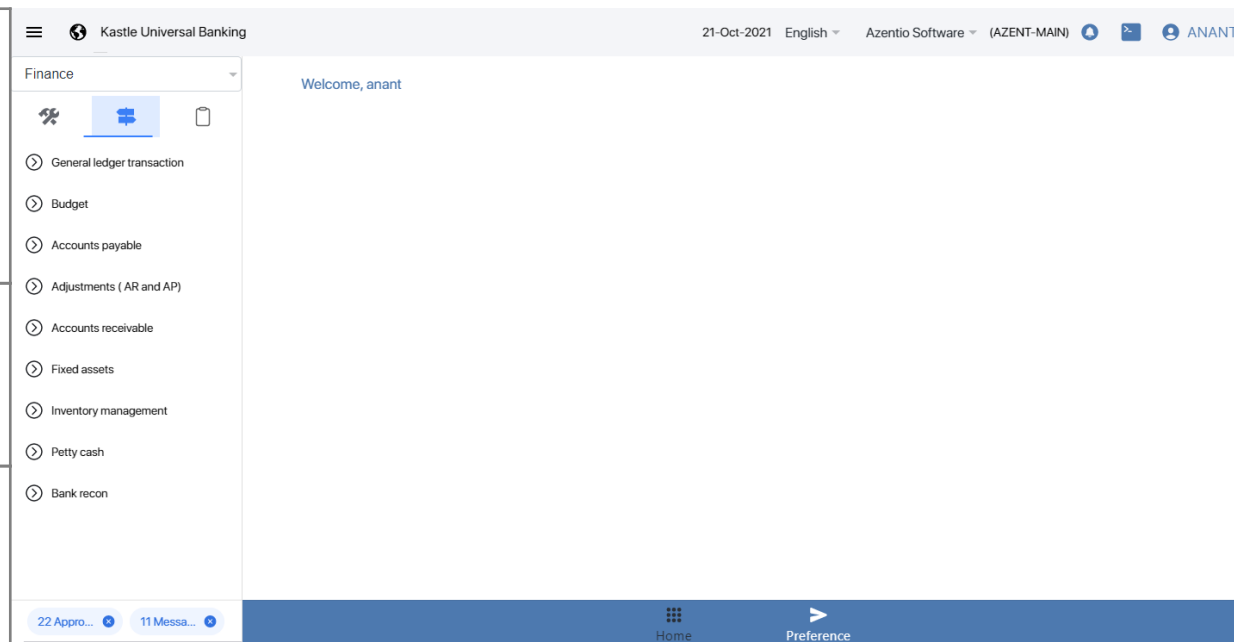 Kastle Universal Banking 21-Oct-2021 English Azentio Software (AZENT-MAIN) ANANT
Finance
Welcome, anant
General ledger transaction
Budget
Accounts payable
Adjustments ( AR and AP)
Accounts receivable
Fixed assets
Inventory management
Petty cash
Bank recon
22 Appro... 11 Messa...
Home Preference